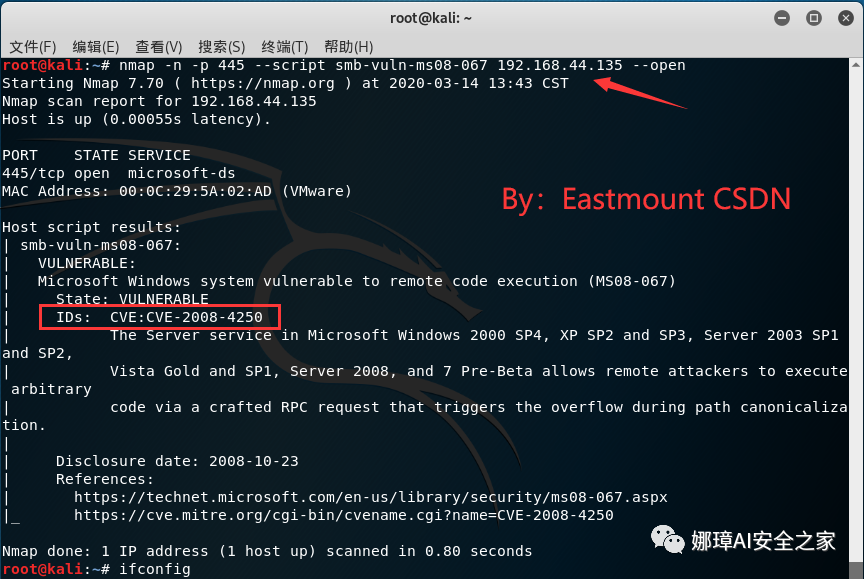 root@kali: ~
文件(F) 编辑(E) 查看(V) 搜索(S) 终端(T) 帮助(H)
root@kali:~# nmap -n -p 445 --script smb-vuln-ms08-067 192.168.44.135 --open
Starting Nmap 7.70 ( https://nmap.org ) at 2020-03-14 13:43 CST
Nmap scan report for 192.168.44.135
Host is up (0.00055s latency).
PORT    STATE SERVICE
445/tcp open  microsoft-ds
MAC Address: 00:0C:29:5A:02:AD (VMware)
By: Eastmount CSDN
Host script results:
| smb-vuln-ms08-067:
|   VULNERABLE:
|   Microsoft Windows system vulnerable to remote code execution (MS08-067)
|     State: VULNERABLE
|     IDs:  CVE:CVE-2008-4250
|           The Server service in Microsoft Windows 2000 SP4, XP SP2 and SP3, Server 2003 SP1
and SP2,
|           Vista Gold and SP1, Server 2008, and 7 Pre-Beta allows remote attackers to execute
 arbitrary
|           code via a crafted RPC request that triggers the overflow during path canonicaliza
tion.
|
|     Disclosure date: 2008-10-23
|     References:
|       https://technet.microsoft.com/en-us/library/security/ms08-067.aspx
|_      https://cve.mitre.org/cgi-bin/cvename.cgi?name=CVE-2008-4250
娜璋AI安全之家
Nmap done: 1 IP address (1 host up) scanned in 0.80 seconds
root@kali:~# ifconfig